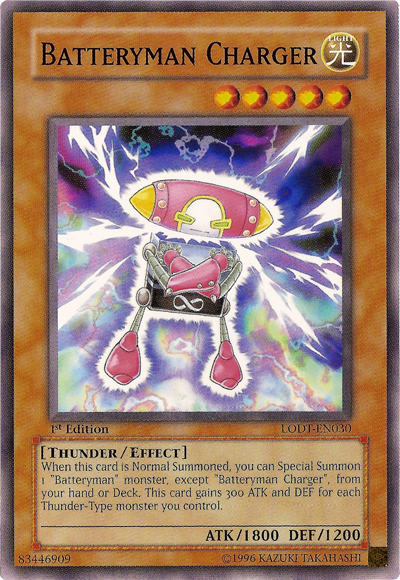 BATTERYMAN CHARGER
LIGHT
光
1st Edition
LODT-EN030
[THUNDER / EFFECT]
When this card is Normal Summoned, you can Special Summon
1 "Batteryman" monster, except "Batteryman Charger", from
your hand or Deck. This card gains 300 ATK and DEF for each
Thunder-Type monster you control.
ATK/1800 DEF/1200
83446909
©1996 KAZUKI TAKAHASHI